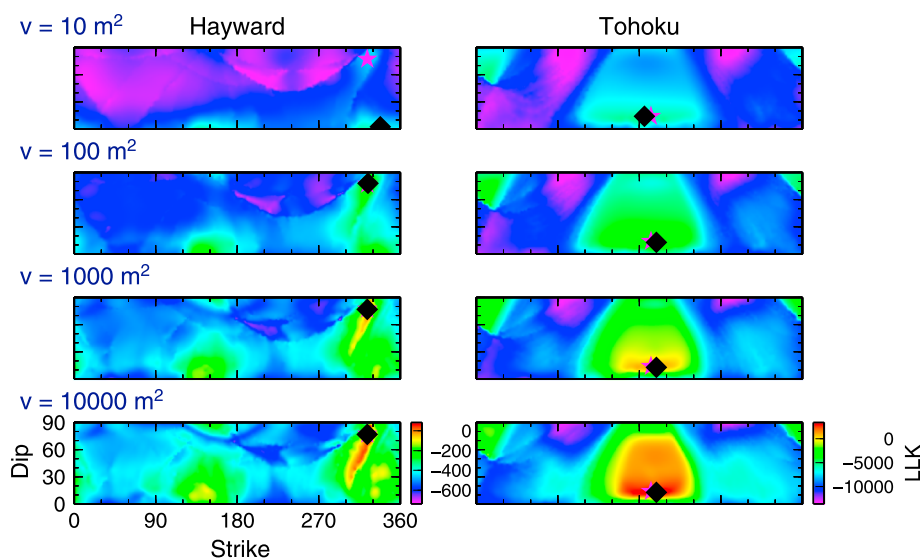 v = 10 m²
Hayward
Tohoku
v = 100 m²
v = 1000 m²
v = 10000 m²
90
60
30
0
Dip
0 90 180 270 360
Strike
0
−200
−400
−600
0
−5000
−10000
LLK